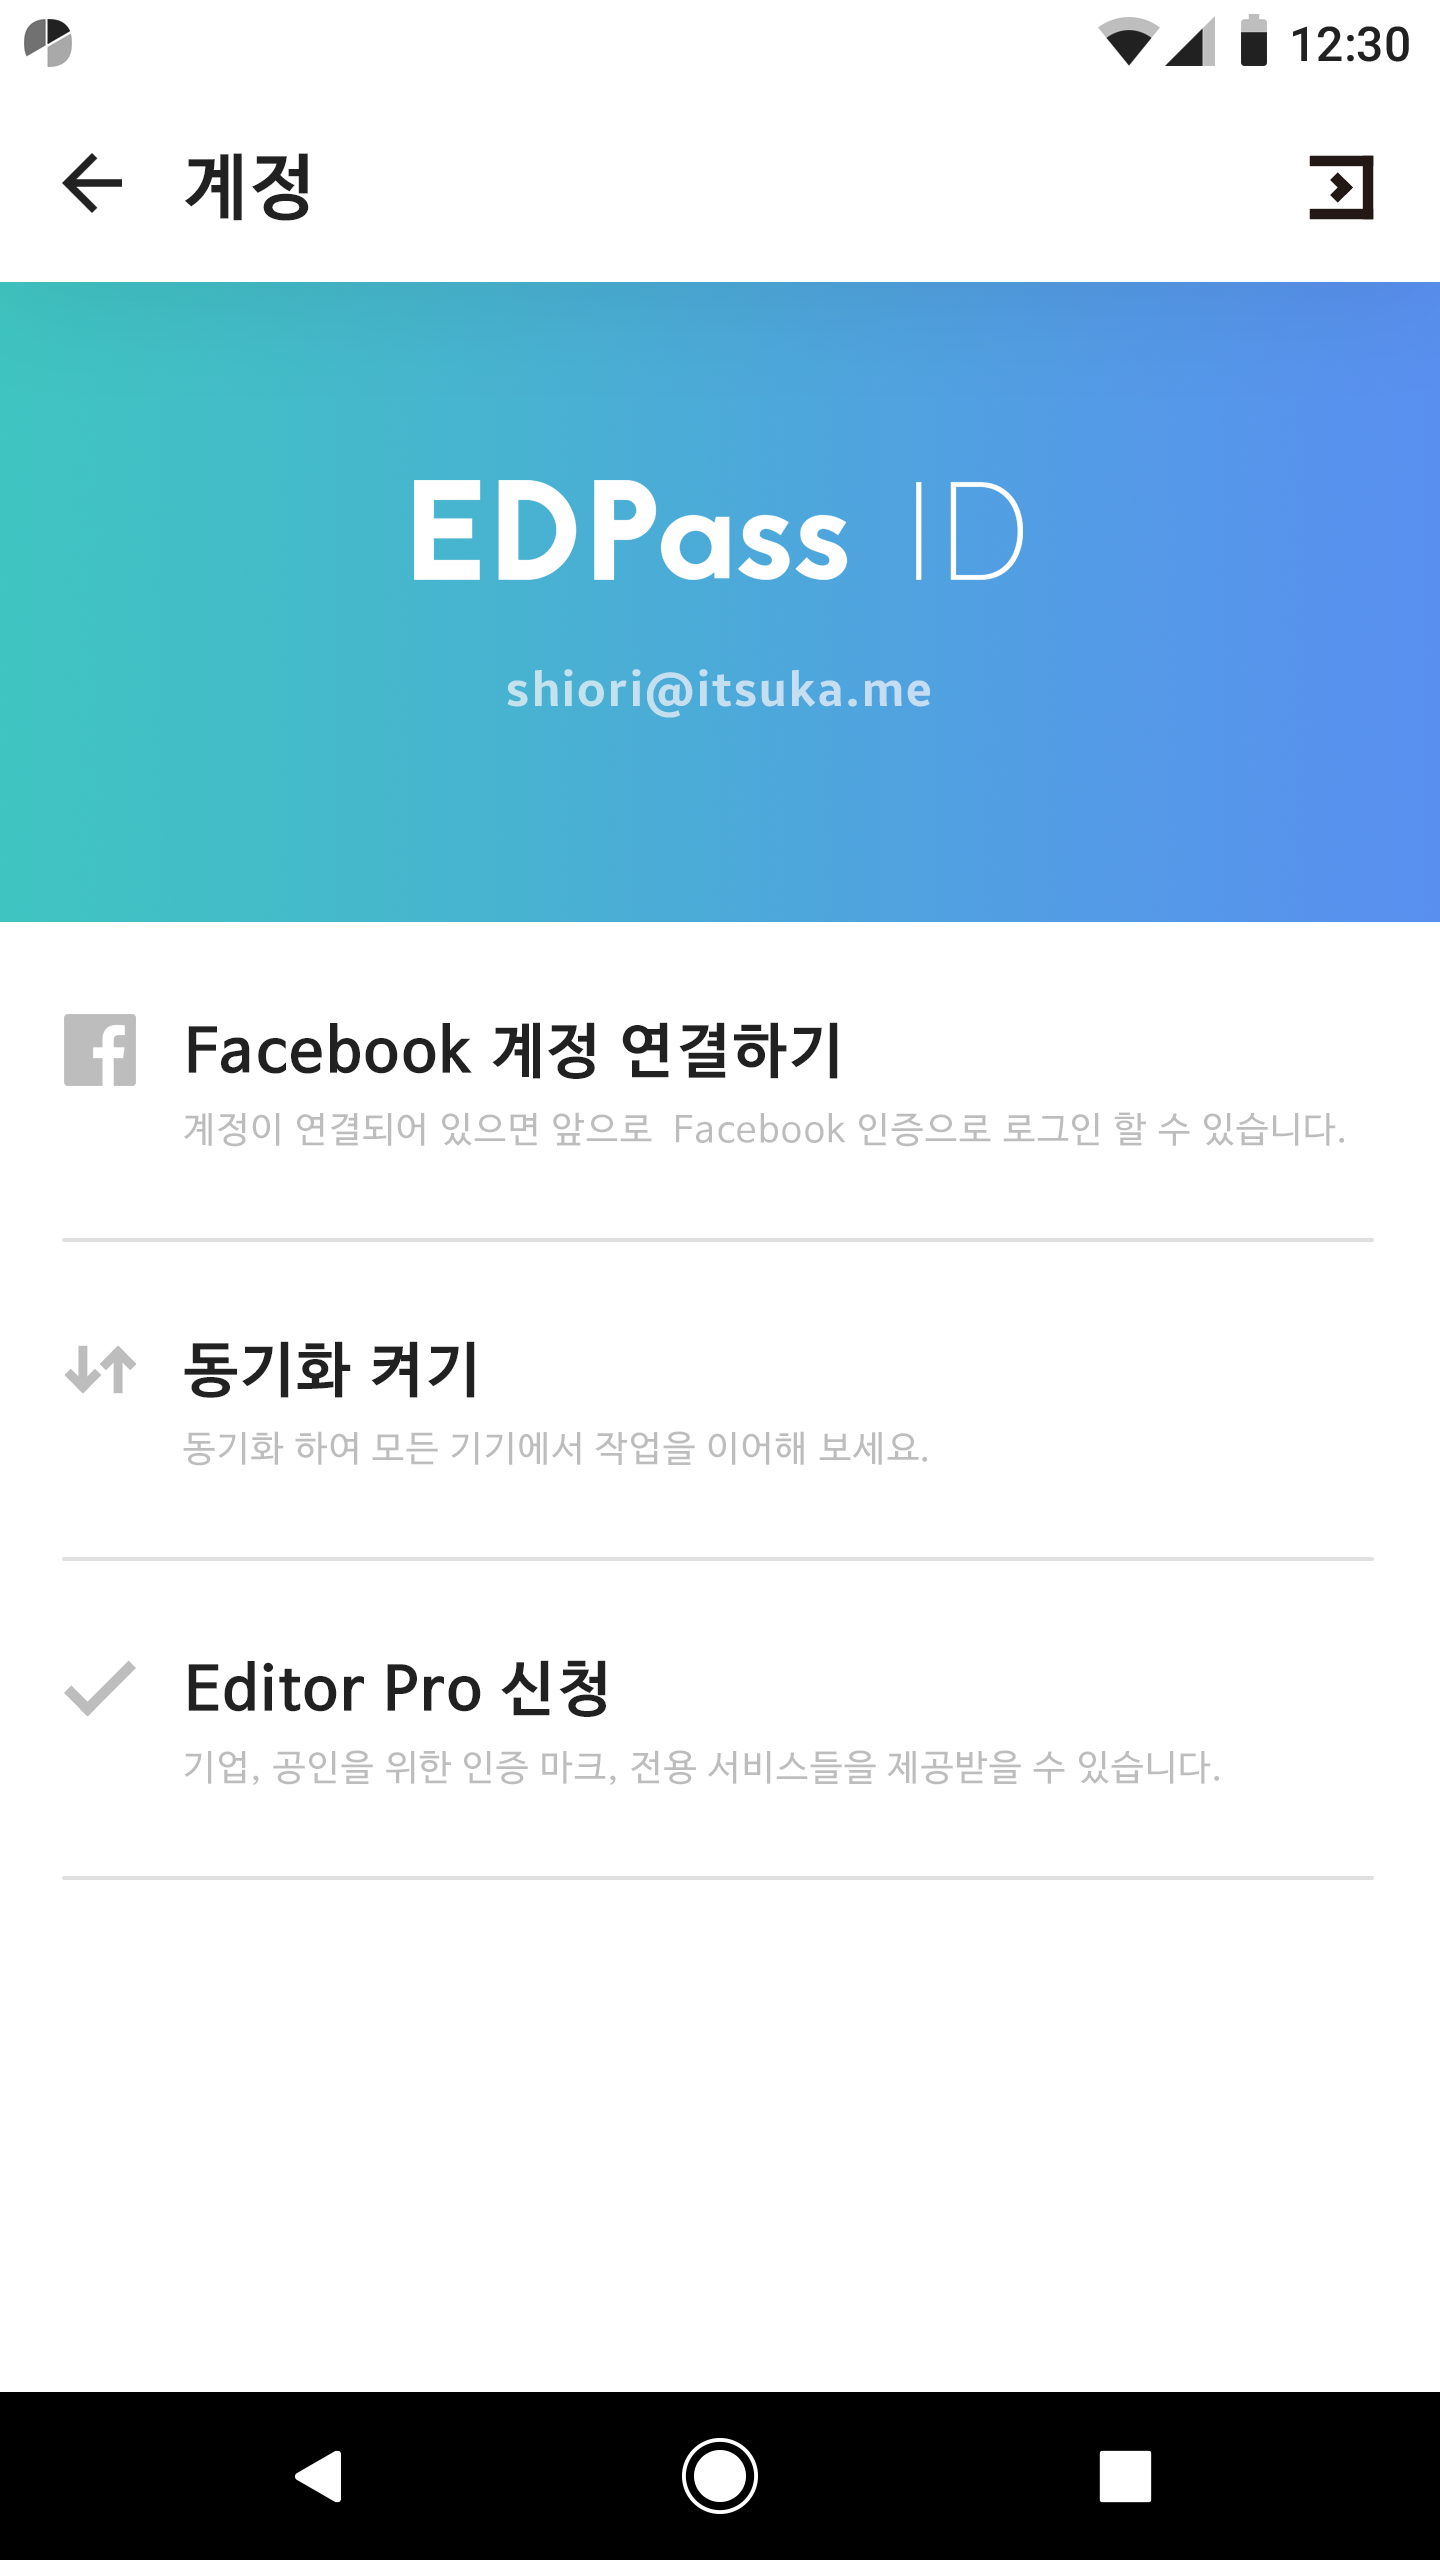 12:30
계정
EDPass ID
shiori@itsuka.me
Facebook 계정 연결하기
계정이 연결되어 있으면 앞으로 Facebook 인증으로 로그인 할 수 있습니다.
동기화 켜기
동기화 하여 모든 기기에서 작업을 이어해 보세요.
Editor Pro 신청
기업, 공인을 위한 인증 마크, 전용 서비스들을 제공받을 수 있습니다.